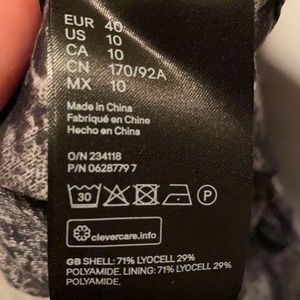 EUR 40
US 10
CA 10
CN 170/92A
MX 10
Made in China
Fabriqué en Chine
Hecho en China
O/N 234118
P/N 0628779 7
30
P
clevercare.info
GB SHELL: 71% LYOCELL 29%
POLYAMIDE. LINING: 71% LYOCELL 29%
POLYAMIDE